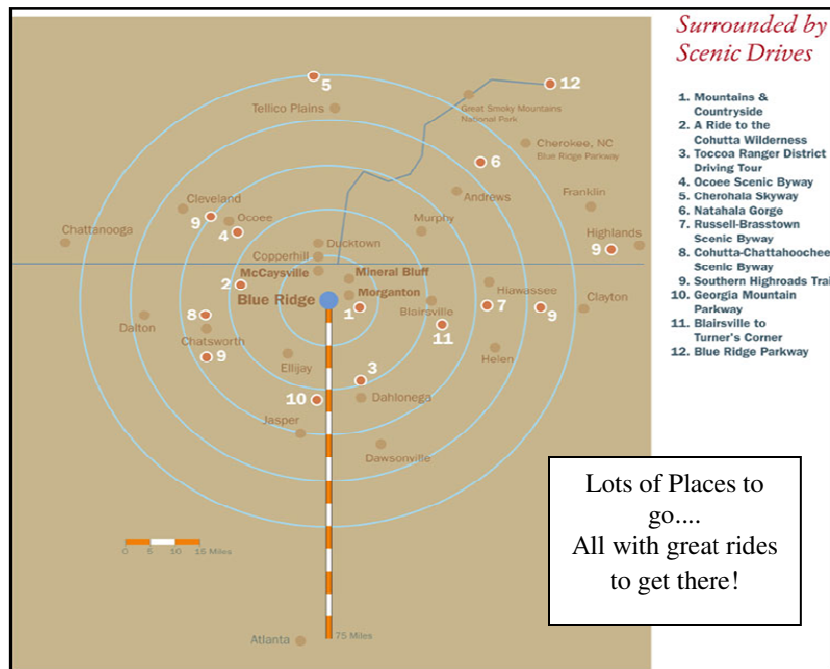 Surrounded by
Scenic Drives
1. Mountains &
Countryside
2. A Ride to the
Cohutta Wilderness
3. Toccoa Ranger District
Driving Tour
4. Ocoee Scenic Byway
5. Cherohala Skyway
6. Natahala Gorge
7. Russell-Brasstown
Scenic Byway
8. Cohutta-Chattahoochee
Scenic Byway
9. Southern Highroads Trail
10. Georgia Mountain
Parkway
11. Blairsville to
Turner's Corner
12. Blue Ridge Parkway
5
12
Tellico Plains
Great Smoky Mountains
National Park
Cherokee, NC
Blue Ridge Parkway
6
Andrews
Franklin
Cleveland
9
Ocoee
4
Murphy
Chattanooga
Highlands
9
Ducktown
Copperhill
McCaysville
Mineral Bluff
2
Hiawassee
Blue Ridge
Morganton
1
Blairsville
7
9
Clayton
8
Dalton
11
Chatsworth
9
Ellijay
Helen
3
10
Dahlonega
Jasper
Dawsonville
0 5 10 15 Miles
Atlanta
75 Miles
Lots of Places to
go....
All with great rides
to get there!